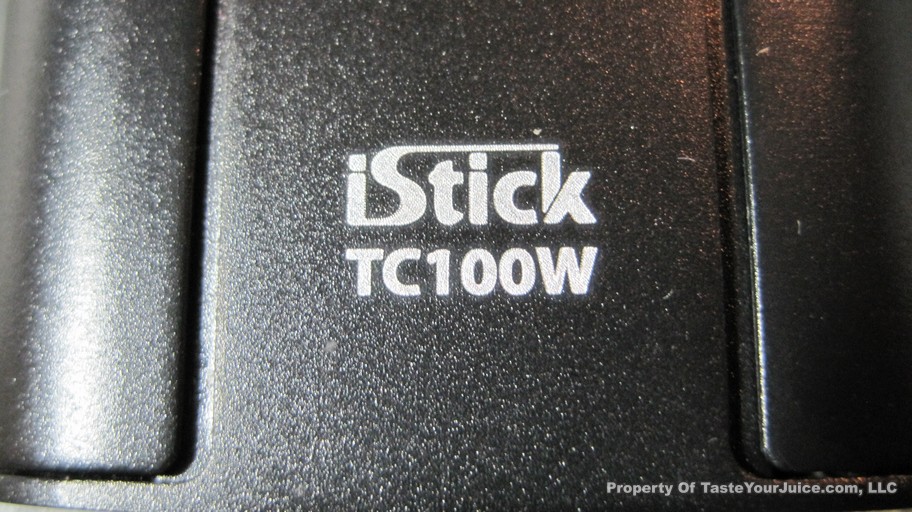 iStick
TC100W
Property Of TasteYourJuice.com, LLC